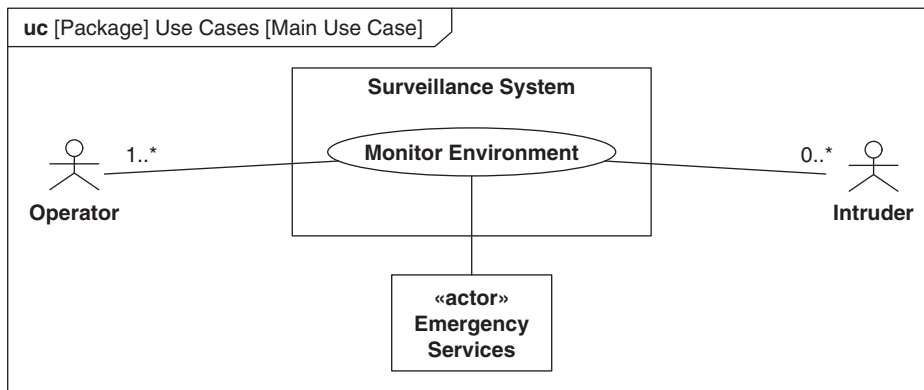 uc [Package] Use Cases [Main Use Case]
Surveillance System
Monitor Environment
1..*
0..*
Operator
Intruder
«actor»
Emergency
Services